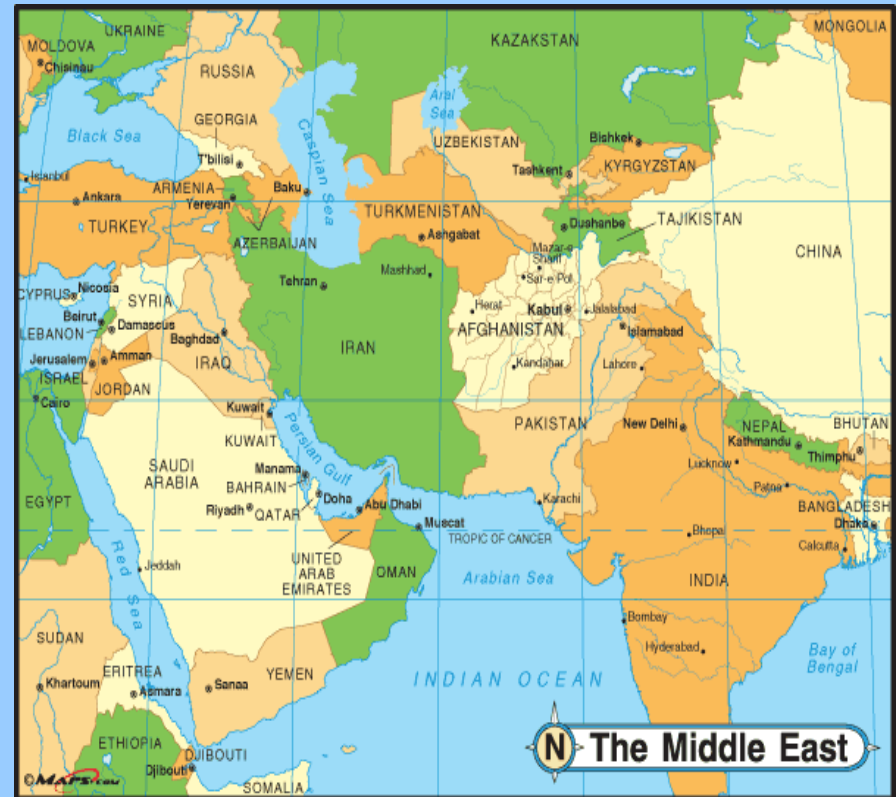 UKRAINE
MONGOLIA
MOLDOVA
Chisinau
KAZAKSTAN
RUSSIA
Aral
Sea
Black Sea
GEORGIA
Caspian Sea
UZBEKISTAN
Bishkek
T'bilisi
Tashkent
KYRGYZSTAN
Istanbul
Ankara
ARMENIA
Yerevan
Baku
TURKMENISTAN
TURKEY
AZERBAIJAN
Ashgabat
Dushanbe
TAJIKISTAN
CHINA
Mazar-e
Sharif
Sar-e Pol
Mashhad
Tehran
CYPRUS
Nicosia
SYRIA
Herat
Kabul
Jalalabad
Beirut
LEBANON
Damascus
Baghdad
AFGHANISTAN
Islamabad
IRAN
Jerusalem
Amman
IRAQ
Kandahar
Lahore
ISRAEL
JORDAN
Cairo
Kuwait
KUWAIT
Persian Gulf
PAKISTAN
New Delhi
NEPAL
Kathmandu
BHUTAN
Thimphu
SAUDI
ARABIA
Manama
BAHRAIN
Lucknow
Patna
EGYPT
Riyadh
QATAR
Doha
Abu Dhabi
Karachi
BANGLADESH
Dhaka
Muscat
TROPIC OF CANCER
Bhopal
Calcutta
Red Sea
Jeddah
UNITED
ARAB
EMIRATES
OMAN
Arabian Sea
INDIA
Bombay
SUDAN
Hyderabad
Bay of
Bengal
ERITREA
YEMEN
Khartoum
Asmara
Sanaa
INDIAN OCEAN
ETHIOPIA
DJIBOUTI
Djibouti
N The Middle East
©MAPS.com
SOMALIA